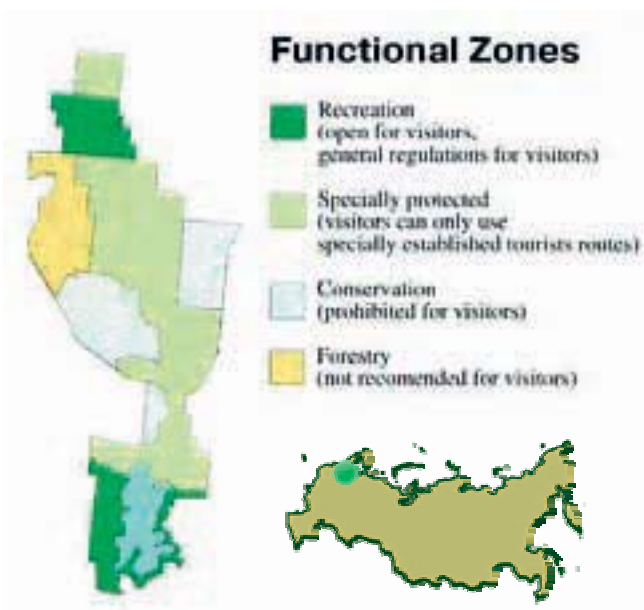 Functional Zones
Recreation
(open for visitors,
general regulations for visitors)
Specially protected
(visitors can only use
specially established tourists routes)
Conservation
(prohibited for visitors)
Forestry
(not recomended for visitors)